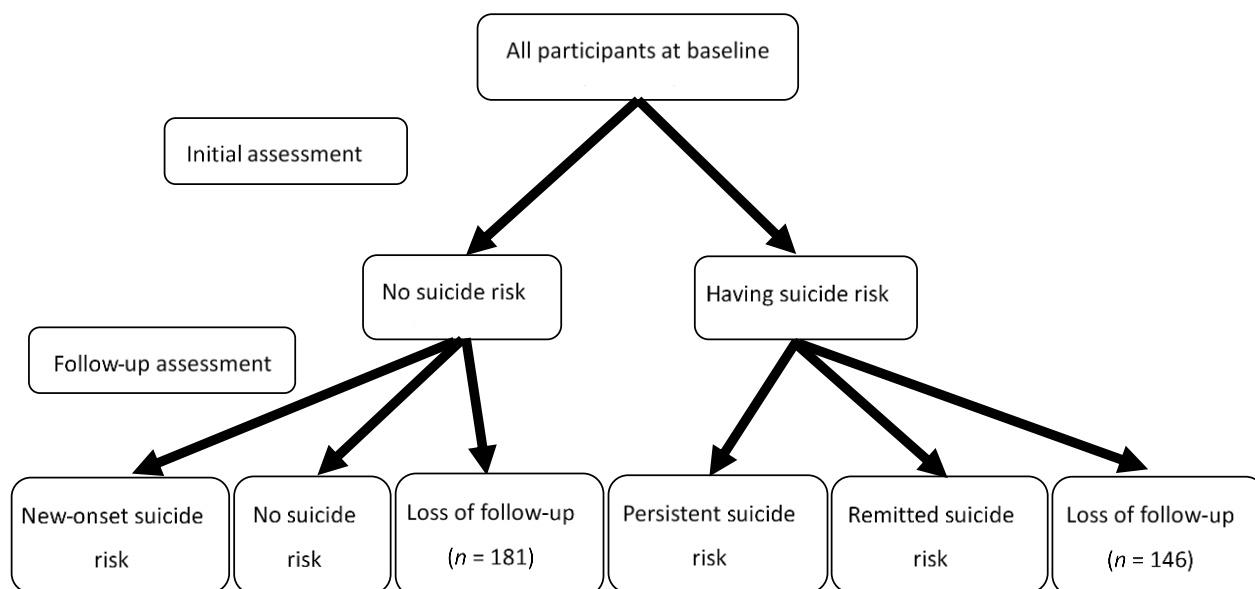 All participants at baseline
Initial assessment
No suicide risk
Having suicide risk
Follow-up assessment
New-onset suicide
risk
No suicide
risk
Loss of follow-up
(n = 181)
Persistent suicide
risk
Remitted suicide
risk
Loss of follow-up
(n = 146)